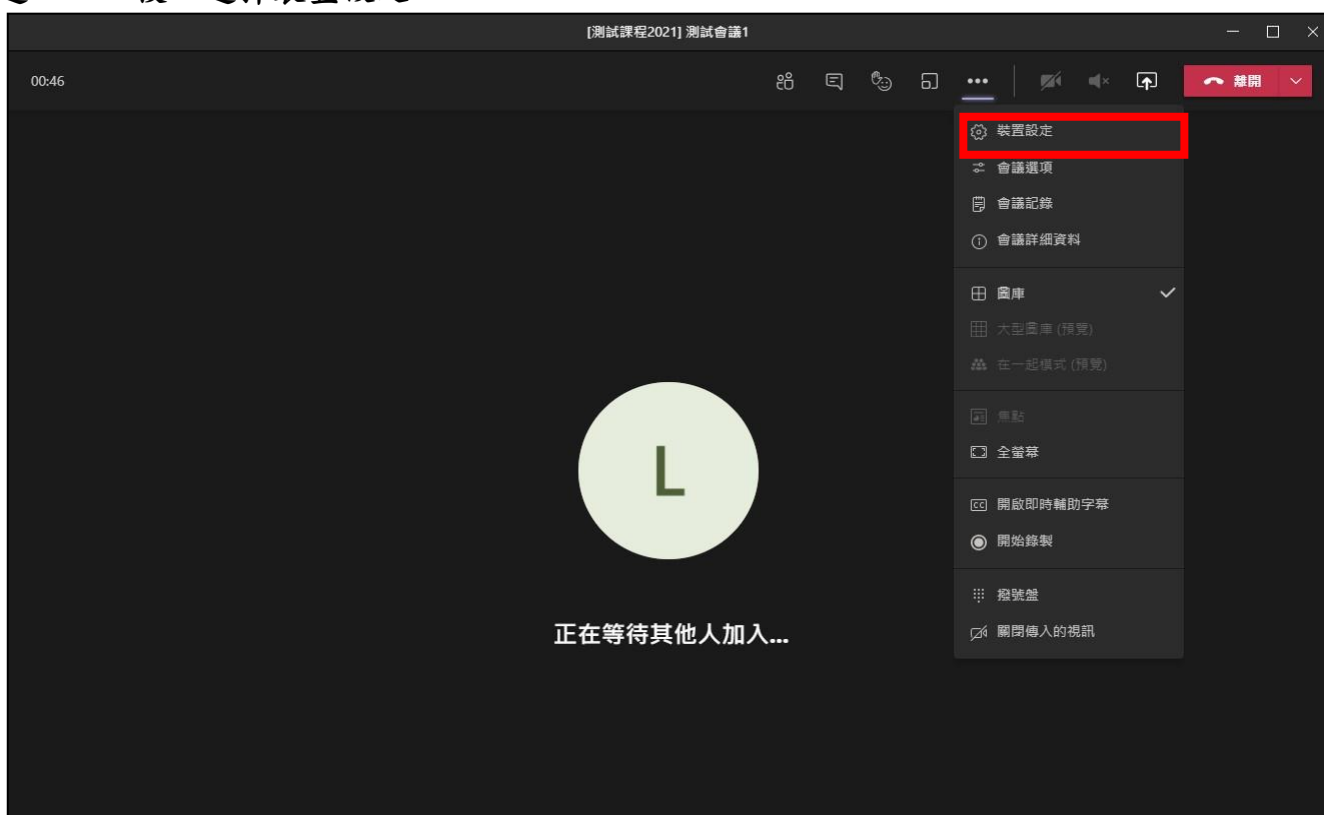 [測試課程2021] 測試會議1
00:46
離開
裝置設定
會議選項
會議記錄
會議詳細資料
圖庫
大型圖庫 (預覽)
在一起模式 (預覽)
焦點
全螢幕
CC 開啟即時輔助字幕
開始錄製
撥號盤
關閉傳入的視訊
L
正在等待其他人加入...